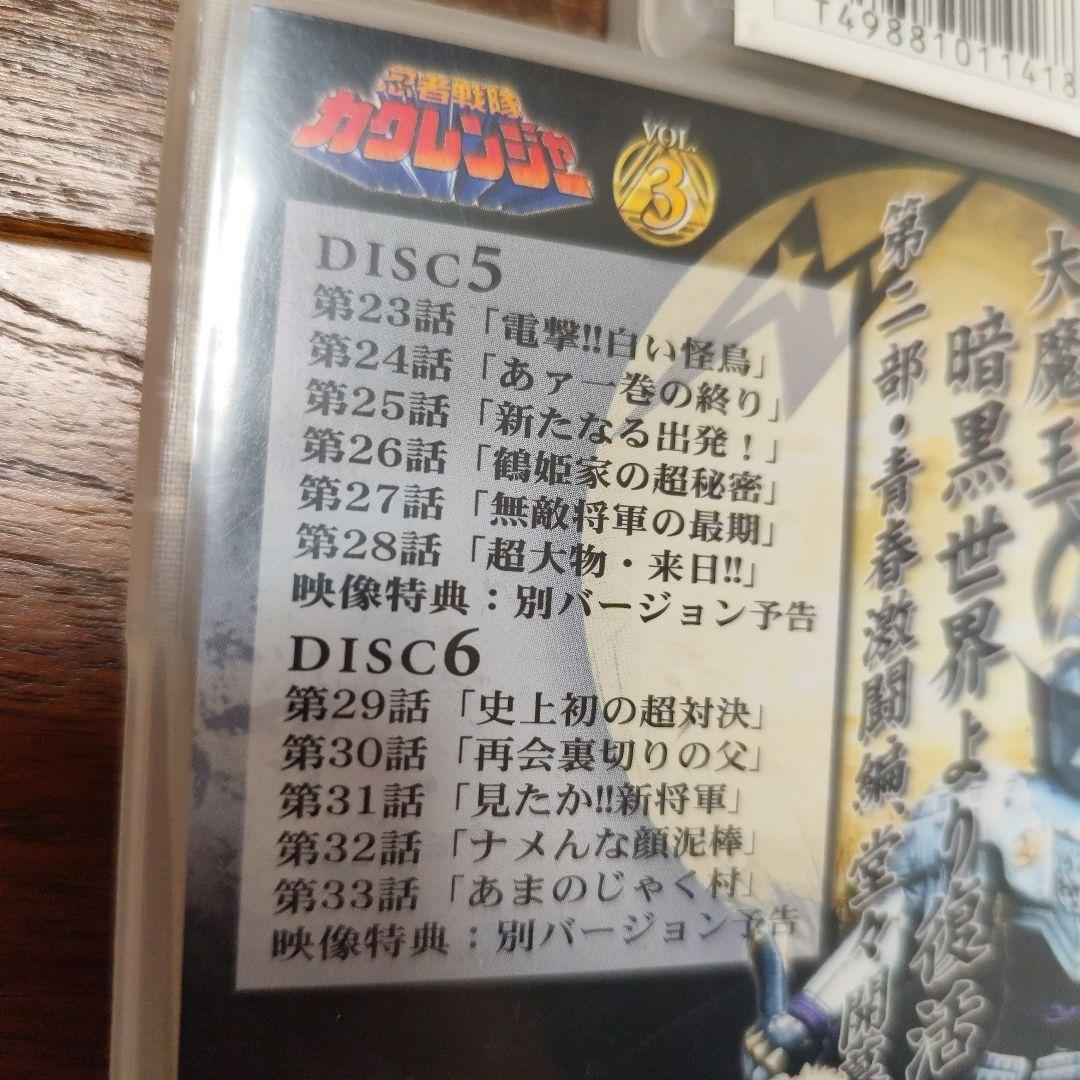 T4988101141 18
忍者戦隊
カクレンジャー
VOL.
3
DISC5
第23話「電撃!!白い怪鳥」
第24話「あァ一巻の終り」
第25話「新たなる出発！」
第26話「鶴姫家の超秘密」
第27話「無敵将軍の最期」
第28話「超大物・来日!!」
映像特典：別バージョン予告
DISC6
第29話「史上初の超対決」
第30話「再会裏切りの父」
第31話「見たか!!新将軍」
第32話「ナメんな顔泥棒」
第33話「あまのじゃく村」
映像特典：別バージョン予告
大魔王
暗黒世界より復活
第二部・青春激闘編、堂々開幕